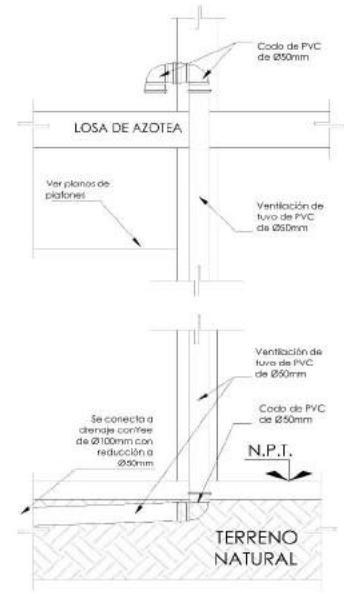 Codo de PVC
de Ø50mm
LOSA DE AZOTEA
Ver planos de
plafones
Ventilación de
tuvo de PVC
de Ø50mm
Ventilación de
tuvo de PVC
de Ø50mm
Se conecta a
drenaje conYee
de Ø100mm con
reducción a
Ø50mm
Codo de PVC
de Ø50mm
N.P.T.
TERRENO
NATURAL